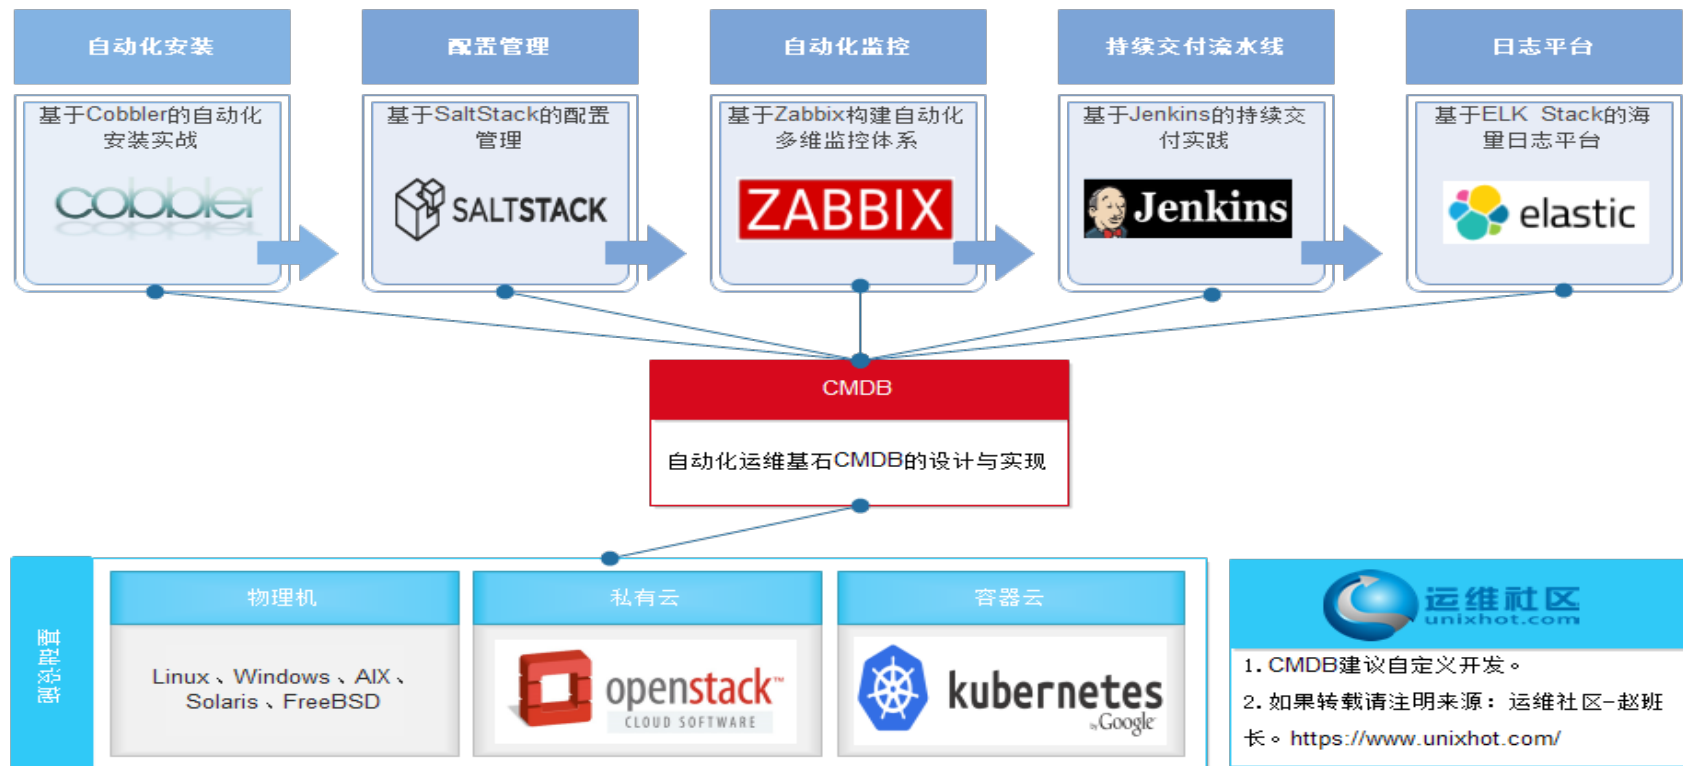 自动化安装
配置管理
自动化监控
持续交付流水线
日志平台
基于Cobbler的自动化
安装实战
cobbler
基于SaltStack的配置
管理
SALTSTACK
基于Zabbix构建自动化
多维监控体系
ZABBIX
基于Jenkins的持续交
付实践
Jenkins
基于ELK Stack的海
量日志平台
elastic
CMDB
自动化运维基石CMDB的设计与实现
基础设施
物理机
Linux、Windows、AIX、
Solaris、FreeBSD
私有云
openstack™
CLOUD SOFTWARE
容器云
kubernetes
by Google
运维社区
unixhot.com
1.CMDB建议自定义开发。
2.如果转载请注明来源：运维社区-赵班
长。https://www.unixhot.com/